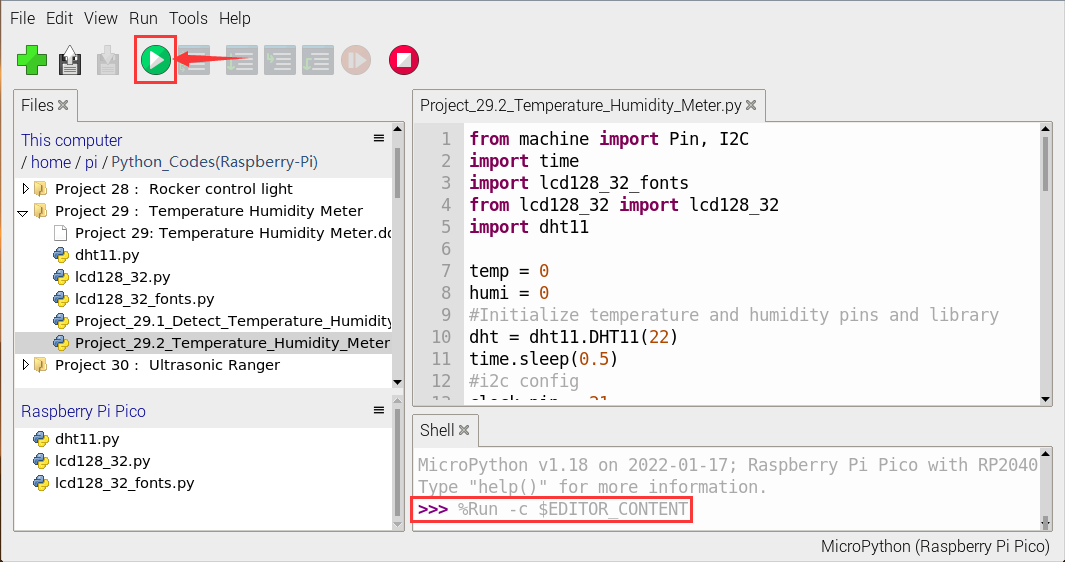 File Edit View Run Tools Help
Files
This computer
/ home / pi / Python_Codes(Raspberry-Pi)
Project 28 : Rocker control light
Project 29 : Temperature Humidity Meter
Project 29: Temperature Humidity Meter.dc
dht11.py
lcd128_32.py
lcd128_32_fonts.py
Project_29.1_Detect_Temperature_Humidity
Project_29.2_Temperature_Humidity_Meter
Project 30 : Ultrasonic Ranger
Raspberry Pi Pico
dht11.py
lcd128_32.py
lcd128_32_fonts.py
Project_29.2_Temperature_Humidity_Meter.py
1 from machine import Pin, I2C
2 import time
3 import lcd128_32_fonts
4 from lcd128_32 import lcd128_32
5 import dht11
6
7 temp = 0
8 humi = 0
9 #Initialize temperature and humidity pins and library
10 dht = dht11.DHT11(22)
11 time.sleep(0.5)
12 #i2c config
Shell
MicroPython v1.18 on 2022-01-17; Raspberry Pi Pico with RP2040
Type "help()" for more information.
>>> %Run -c $EDITOR_CONTENT
MicroPython (Raspberry Pi Pico)